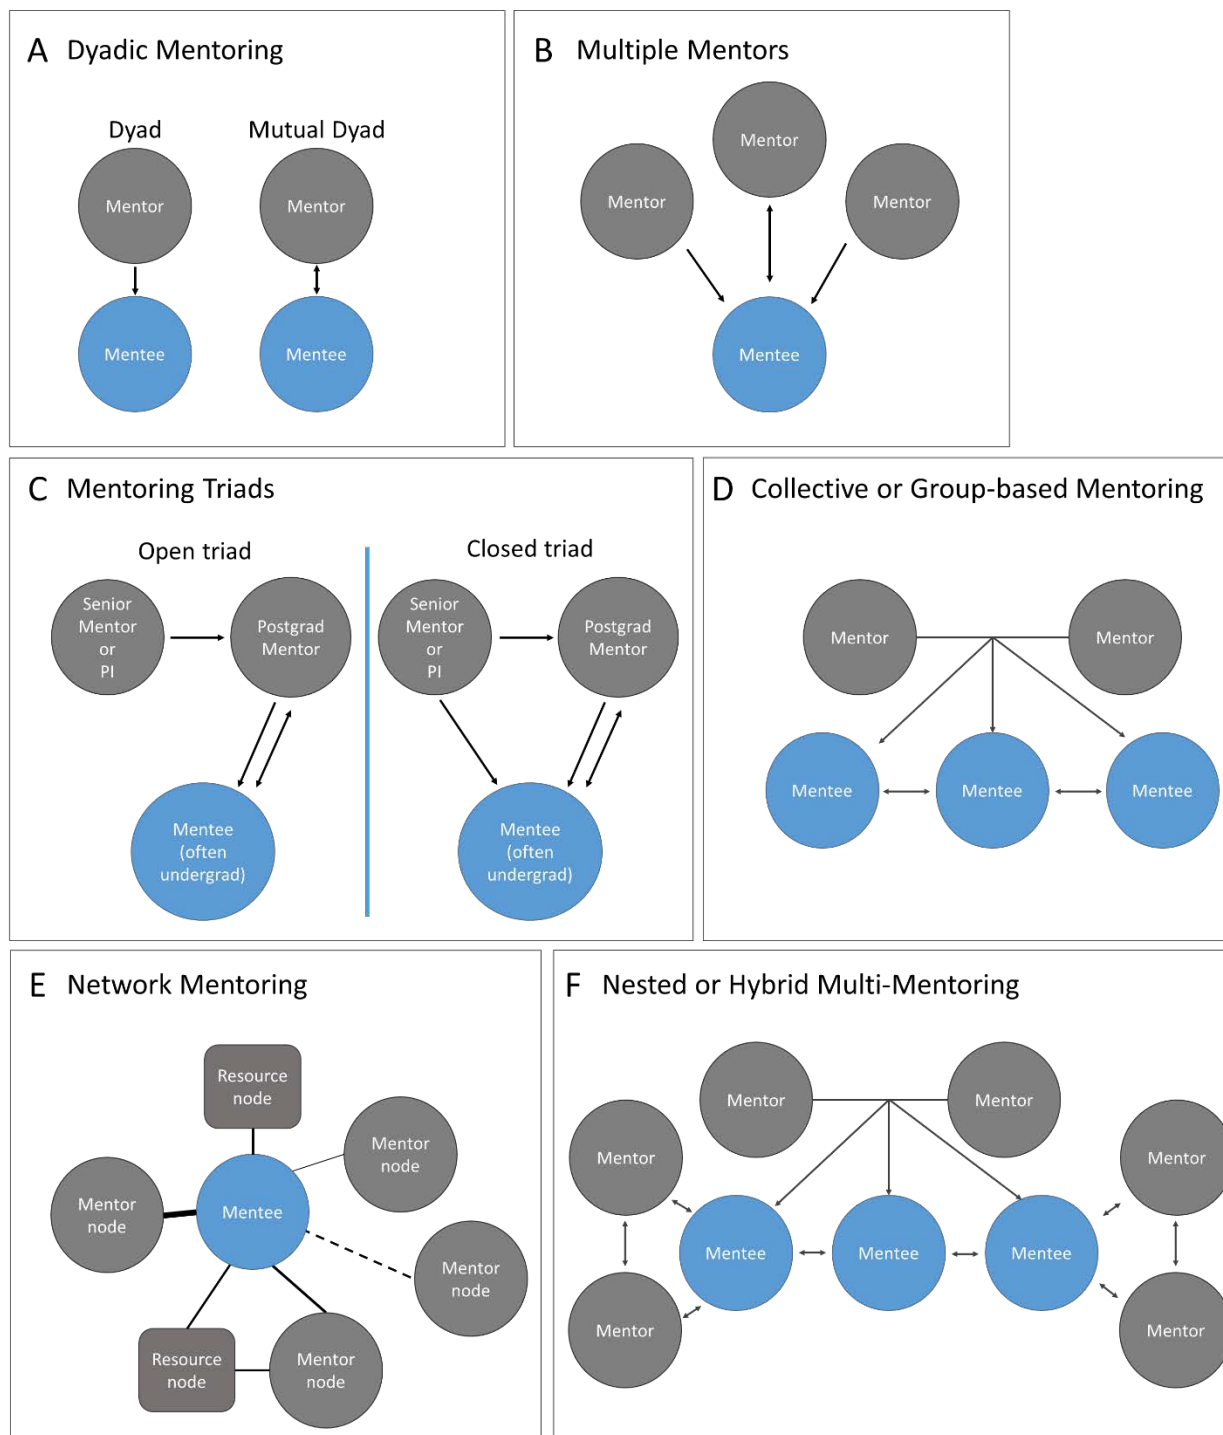 A Dyadic Mentoring
Dyad
Mutual Dyad
Mentor
Mentor
Mentee
Mentee
B Multiple Mentors
Mentor
Mentor
Mentor
Mentee
C Mentoring Triads
Open triad
Senior
Mentor
or
PI
Postgrad
Mentor
Mentee
(often
undergrad)
Closed triad
Senior
Mentor
or
PI
Postgrad
Mentor
Mentee
(often
undergrad)
D Collective or Group-based Mentoring
Mentor
Mentor
Mentee
Mentee
Mentee
E Network Mentoring
Resource
node
Mentor
node
Mentor
node
Mentee
Mentor
node
Resource
node
Mentor
node
F Nested or Hybrid Multi-Mentoring
Mentor
Mentor
Mentor
Mentor
Mentee
Mentee
Mentee
Mentor
Mentor